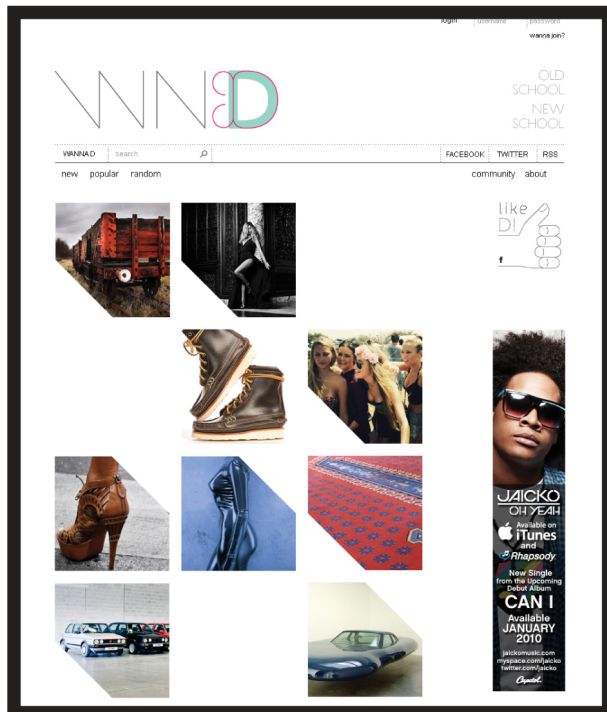 login username password
wanna join?
WNND
OLD
SCHOOL
NEW
SCHOOL
WANNAD search FACEBOOK TWITTER RSS
new popular random community about
like
D!
f
JAICKO
OH YEAH
Available on
iTunes
and
Rhapsody
New Single
from the Upcoming
Debut Album
CAN I
Available
JANUARY
2010
jaickomusic.com
myspace.com/jaicko
twitter.com/jaicko
Capitol